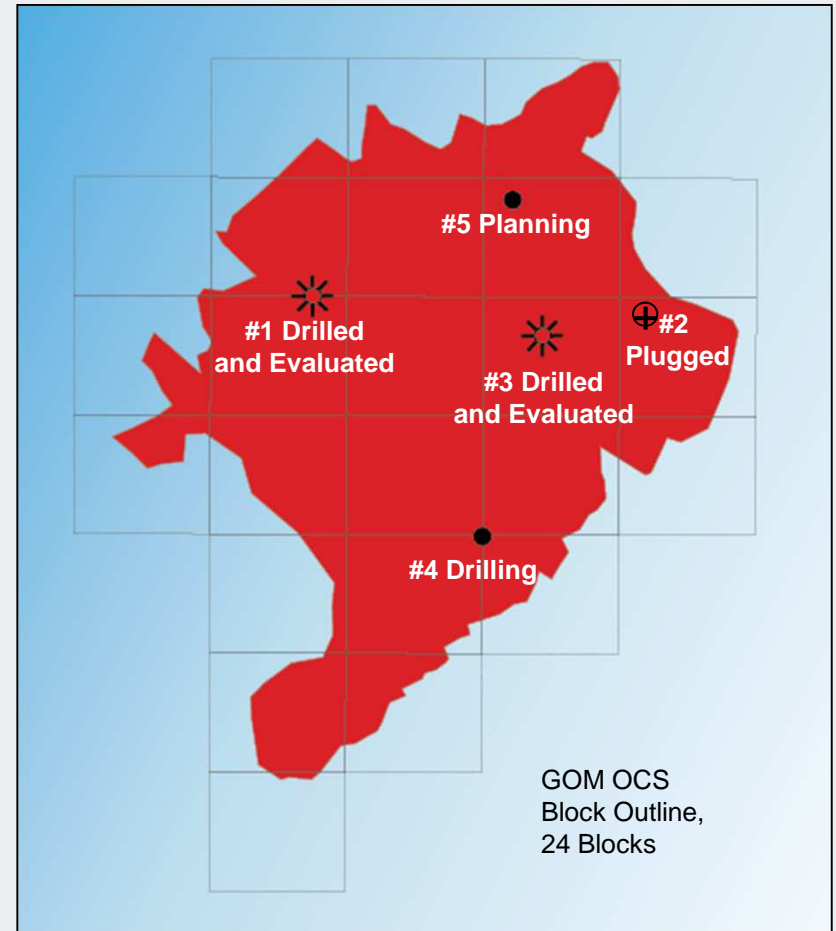 #5 Planning
#1 Drilled
and Evaluated
#2
Plugged
#3 Drilled
and Evaluated
#4 Drilling
GOM OCS
Block Outline,
24 Blocks